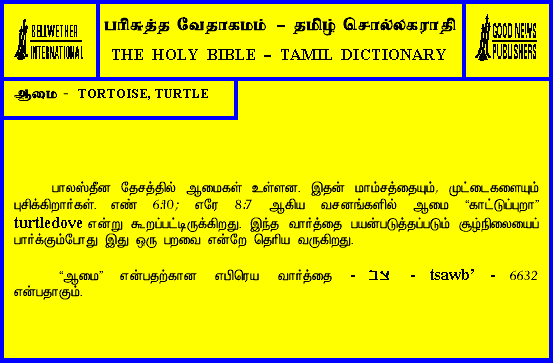 BELLWETHER
INTERNATIONAL
பரிசுத்த வேதாகமம் – தமிழ் சொல்லகராதி
THE HOLY BIBLE – TAMIL DICTIONARY
GOOD NEWS
PUBLISHERS
ஆமை - TORTOISE, TURTLE
பாலஸ்தீன தேசத்தில் ஆமைகள் உள்ளன. இதன் மாம்சத்தையும், முட்டைகளையும்
புசிக்கிறார்கள். எண் 6:10; எரே 8:7 ஆகிய வசனங்களில் ஆமை “காட்டுப்புறா”
turtledove என்று கூறப்பட்டிருக்கிறது. இந்த வார்த்தை பயன்படுத்தப்படும் சூழ்நிலையைப்
பார்க்கும்போது இது ஒரு பறவை என்றே தெரிய வருகிறது.
“ஆமை” என்பதற்கான எபிரெய வார்த்தை - צב - tsawb’ - 6632
என்பதாகும்.